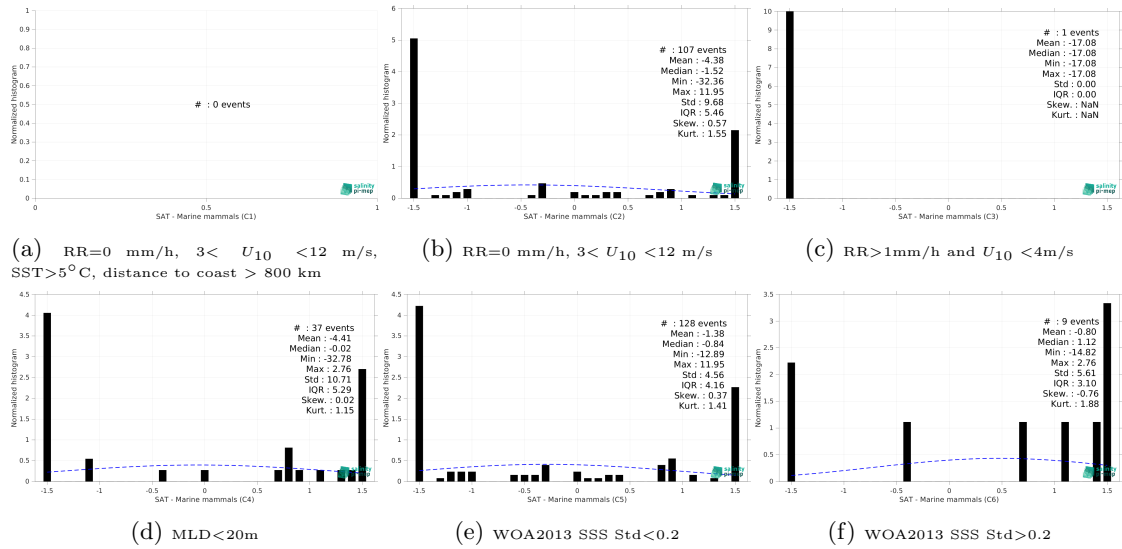 1
0.9
0.8
0.7
0.6
0.5
0.4
0.3
0.2
0.1
0
Normalized histogram
# : 0 events
salinity
pi-mep
0 0.5 1
SAT - Marine mammals (C1)
(a) RR=0 mm/h, 3< U10 <12 m/s,
SST>5°C, distance to coast > 800 km
6
5
4
3
2
1
0
Normalized histogram
# : 107 events
Mean : -4.38
Median : -1.52
Min : -32.36
Max : 11.95
Std : 9.68
IQR : 5.46
Skew. : 0.57
Kurt. : 1.55
salinity
pi-mep
-1.5 -1 -0.5 0 0.5 1 1.5
SAT - Marine mammals (C2)
(b) RR=0 mm/h, 3< U10 <12 m/s
10
9
8
7
6
5
4
3
2
1
0
Normalized histogram
# : 1 events
Mean : -17.08
Median : -17.08
Min : -17.08
Max : -17.08
Std : 0.00
IQR : 0.00
Skew. : NaN
Kurt. : NaN
salinity
pi-mep
-1.5 -1 -0.5 0 0.5 1 1.5
SAT - Marine mammals (C3)
(c) RR>1mm/h and U10 <4m/s
4.5
4
3.5
3
2.5
2
1.5
1
0.5
0
Normalized histogram
# : 37 events
Mean : -4.41
Median : -0.02
Min : -32.78
Max : 2.76
Std : 10.71
IQR : 5.29
Skew. : 0.02
Kurt. : 1.15
salinity
pi-mep
-1.5 -1 -0.5 0 0.5 1 1.5
SAT - Marine mammals (C4)
(d) MLD<20m
4.5
4
3.5
3
2.5
2
1.5
1
0.5
0
Normalized histogram
# : 128 events
Mean : -1.38
Median : -0.84
Min : -12.89
Max : 11.95
Std : 4.56
IQR : 4.16
Skew. : 0.37
Kurt. : 1.41
salinity
pi-mep
-1.5 -1 -0.5 0 0.5 1 1.5
SAT - Marine mammals (C5)
(e) WOA2013 SSS Std<0.2
3.5
3
2.5
2
1.5
1
0.5
0
Normalized histogram
# : 9 events
Mean : -0.80
Median : 1.12
Min : -14.82
Max : 2.76
Std : 5.61
IQR : 3.10
Skew. : -0.76
Kurt. : 1.88
salinity
pi-mep
-1.5 -1 -0.5 0 0.5 1 1.5
SAT - Marine mammals (C6)
(f) WOA2013 SSS Std>0.2